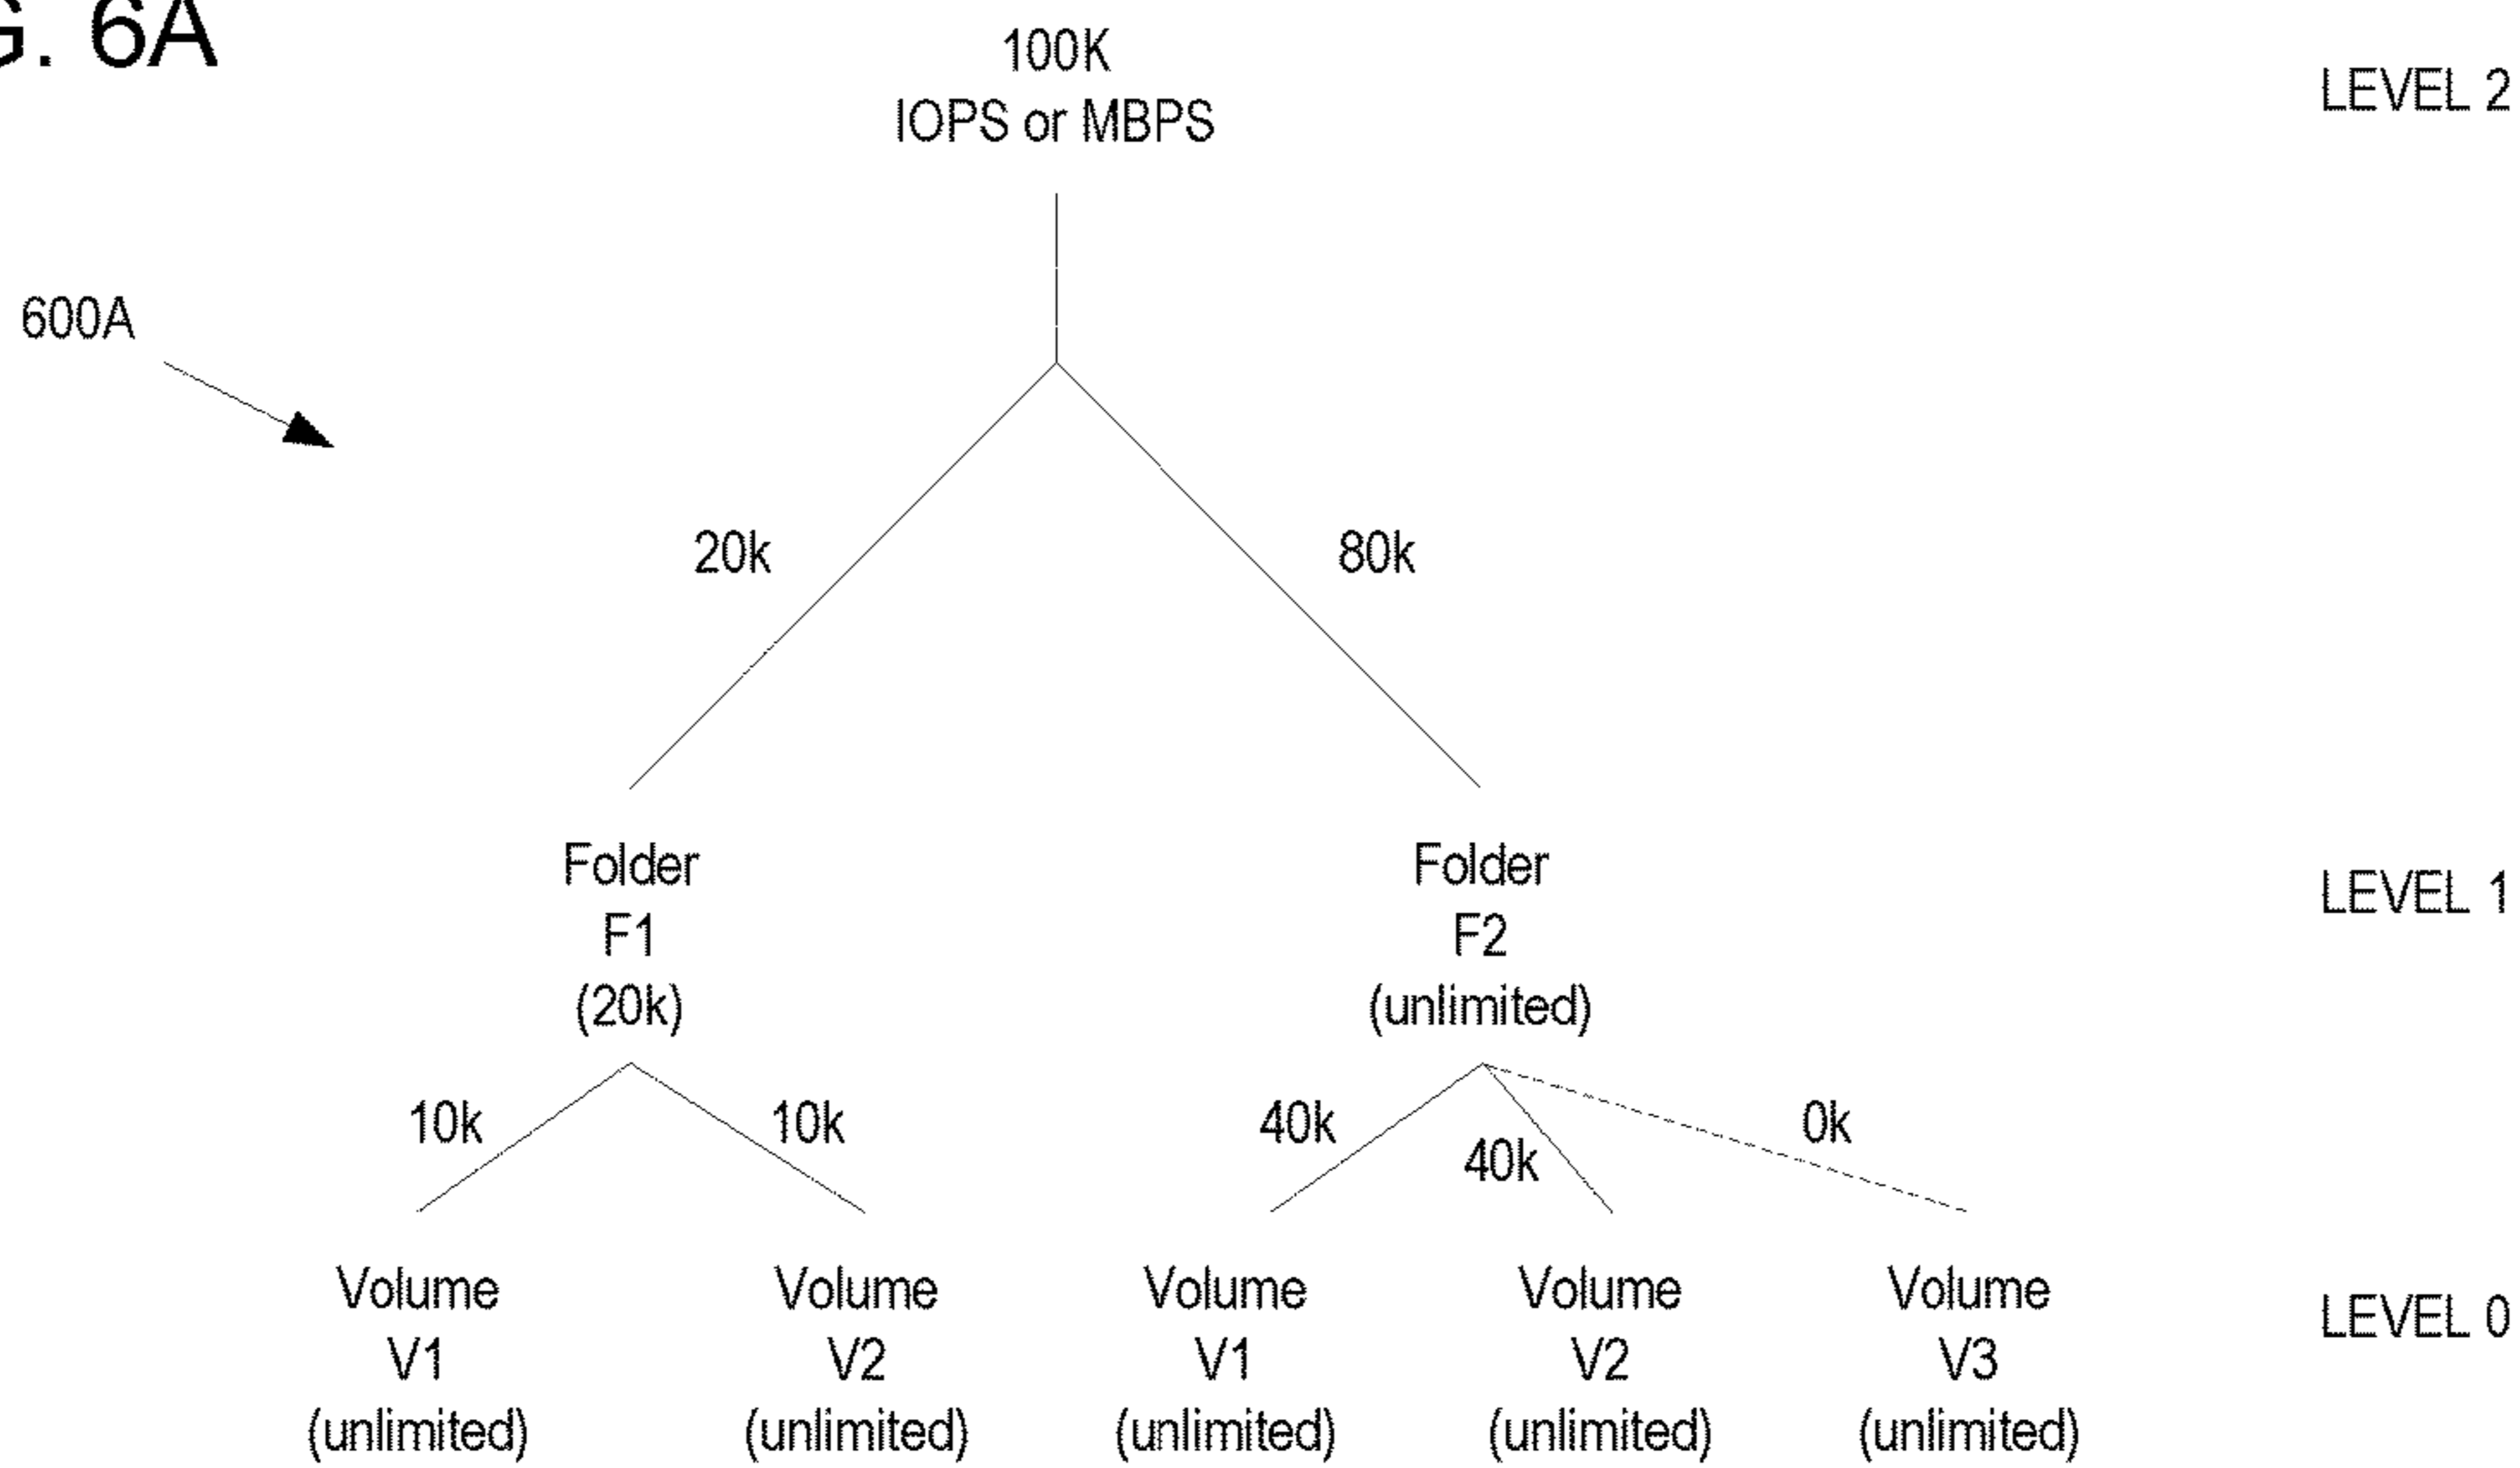 G. 6A
100K
IOPS or MBPS
LEVEL 2
600A
20k
80k
Folder
F1
(20k)
Folder
F2
(unlimited)
LEVEL 1
10k
10k
40k
40k
0k
Volume
V1
(unlimited)
Volume
V2
(unlimited)
Volume
V1
(unlimited)
Volume
V2
(unlimited)
Volume
V3
(unlimited)
LEVEL 0